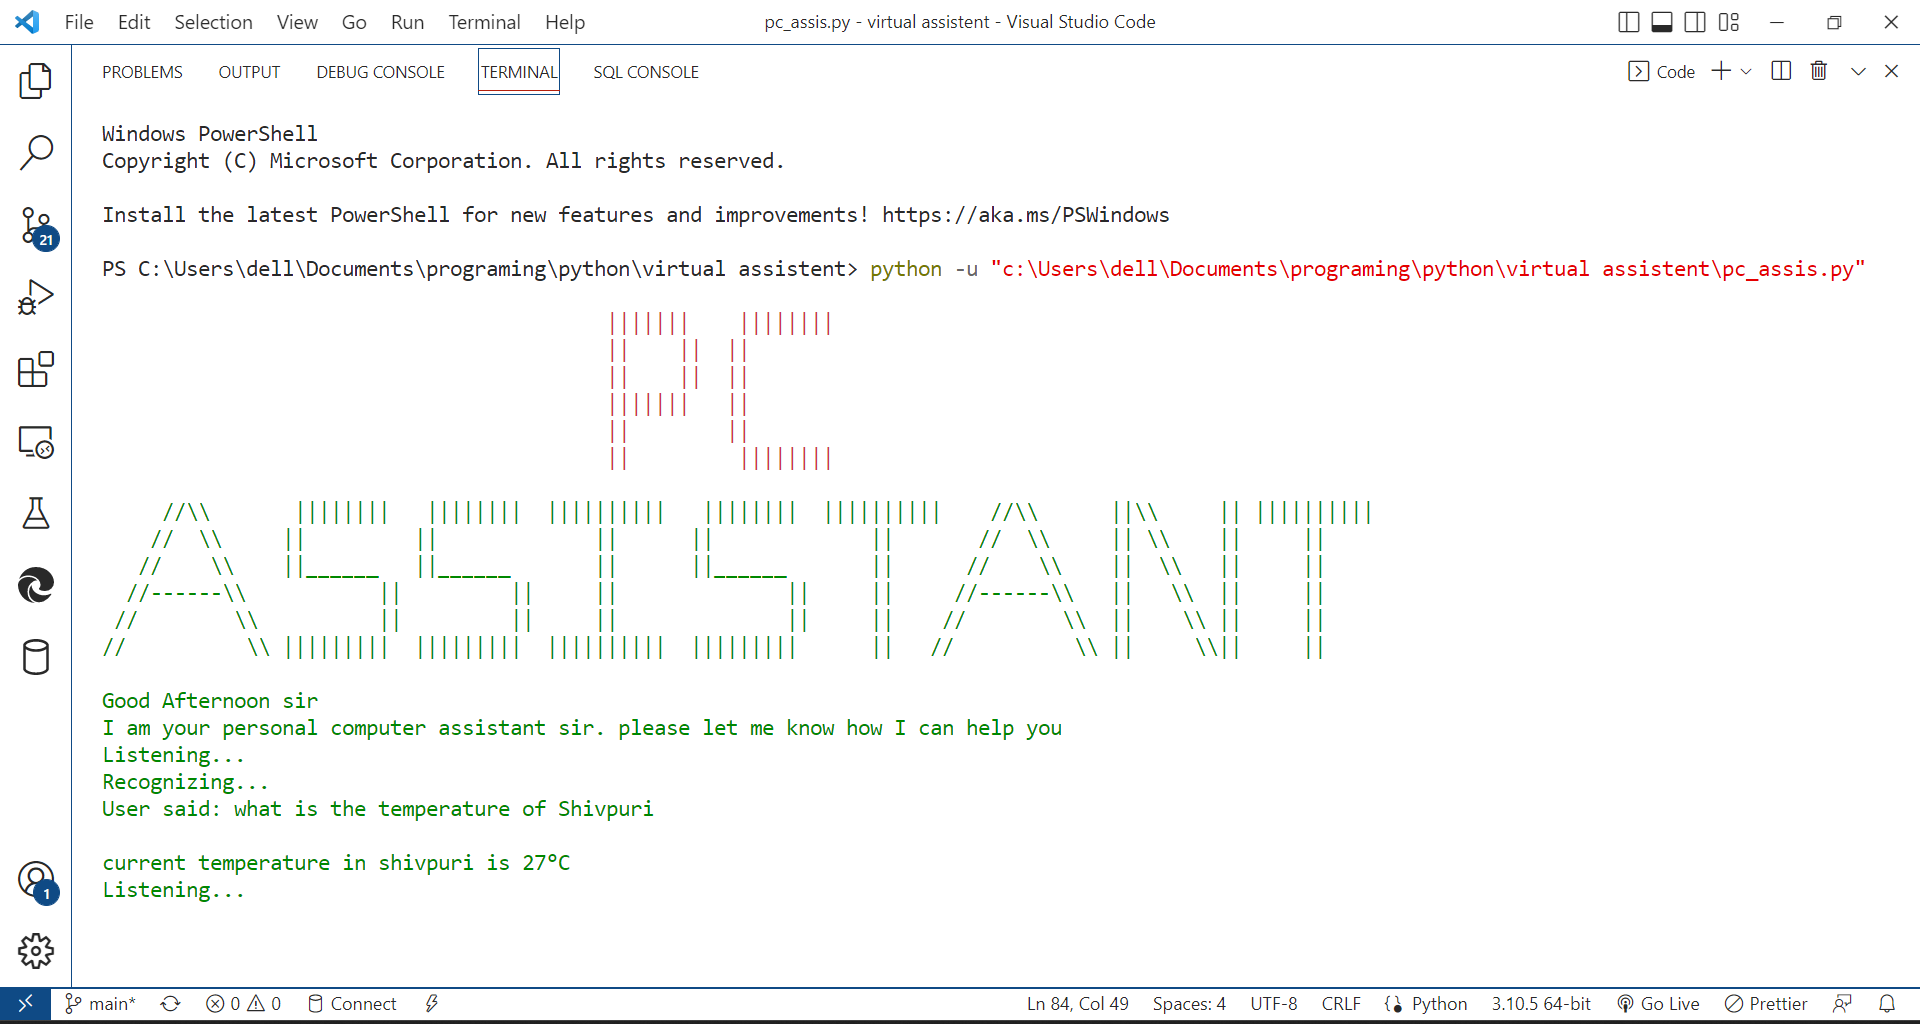 File Edit Selection View Go Run Terminal Help pc_assis.py - virtual assistent - Visual Studio Code
PROBLEMS OUTPUT DEBUG CONSOLE TERMINAL SQL CONSOLE Code
Windows PowerShell
Copyright (C) Microsoft Corporation. All rights reserved.
Install the latest PowerShell for new features and improvements! https://aka.ms/PSWindows
PS C:\Users\dell\Documents\programing\python\virtual assistent> python -u "c:\Users\dell\Documents\programing\python\virtual assistent\pc_assis.py"
PC
ASSISTANT
Good Afternoon sir
I am your personal computer assistant sir. please let me know how I can help you
Listening...
Recognizing...
User said: what is the temperature of Shivpuri
current temperature in shivpuri is 27°C
Listening...
21
1
main* 0 0 Connect Ln 84, Col 49 Spaces: 4 UTF-8 CRLF Python 3.10.5 64-bit Go Live Prettier